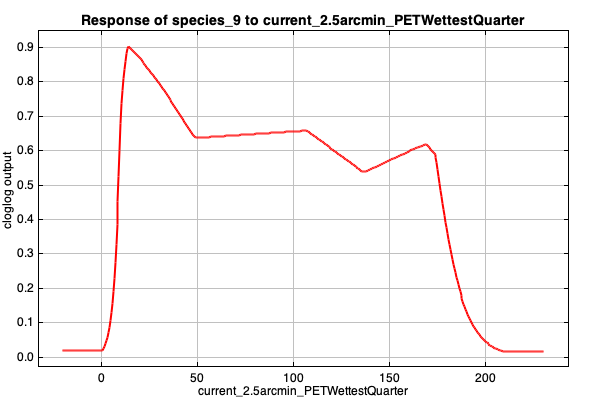 Response of species_9 to current_2.5arcmin_PETWettestQuarter
0.9
0.8
0.7
0.6
0.5
0.4
0.3
0.2
0.1
0.0
cloglog output
0 50 100 150 200
current_2.5arcmin_PETWettestQuarter